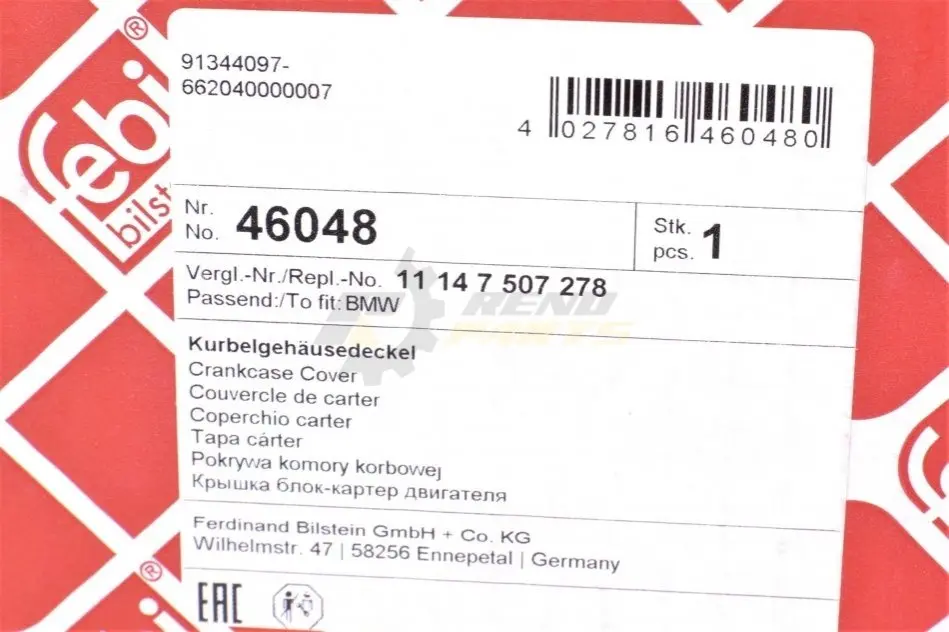 febi®
bilst
91344097-
662040000007
4 027816 460480
Nr.
No. 46048
Stk.
pcs. 1
Vergl.-Nr./Repl.-No. 11 14 7 507 278
Passend:/To fit: BMW
RENO
PARTS
Kurbelgehäusedeckel
Crankcase Cover
Couvercle de carter
Coperchio carter
Tapa cárter
Pokrywa komory korbowej
Крышка блок-картер двигателя
Ferdinand Bilstein GmbH + Co. KG
Wilhelmstr. 47 | 58256 Ennepetal | Germany
EAC
®